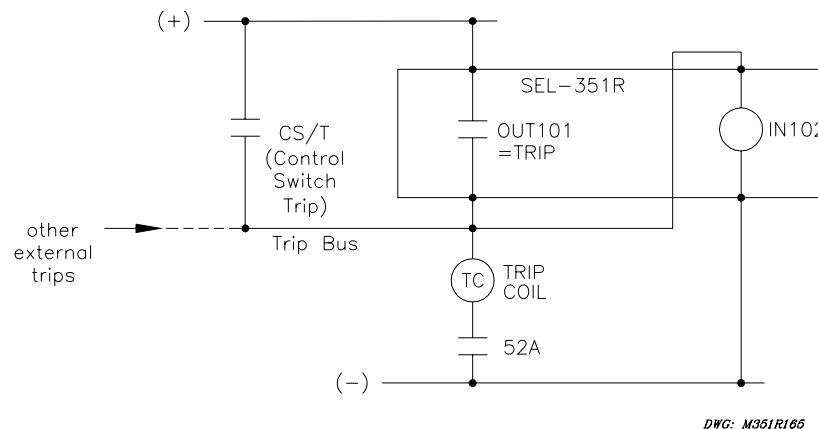 (+)
SEL-351R
CS/T
(Control
Switch
Trip)
OUT101
=TRIP
IN102
other
external
trips
Trip Bus
TC
TRIP
COIL
52A
(-)
DWG: M351R165